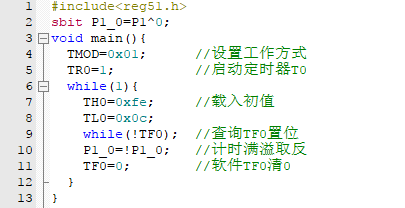 1 #include<reg51.h>
2 sbit P1_0=P1^0;
3 void main(){
4 TMOD=0x01; //设置工作方式
5 TR0=1; //启动定时器T0
6 while(1){
7 TH0=0xfe; //载入初值
8 TL0=0x0c;
9 while(!TF0); //查询TF0置位
10 P1_0=!P1_0; //计时满溢取反
11 TF0=0; //软件TF0清0
12 }
13 }